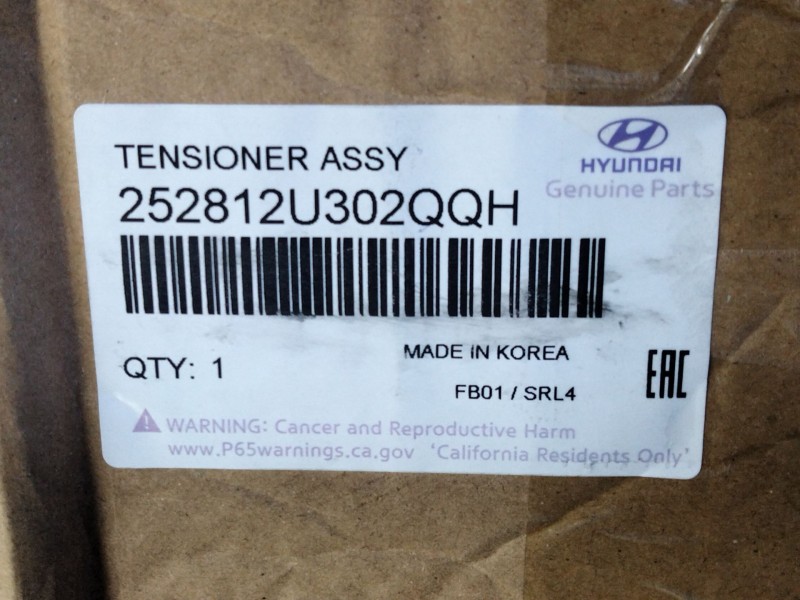 TENSIONER ASSY
HYUNDAI
Genuine Parts
252812U302QQH
QTY: 1
MADE IN KOREA
FB01 / SRL4
EAC
WARNING: Cancer and Reproductive Harm
www.P65warnings.ca.gov 'California Residents Only'